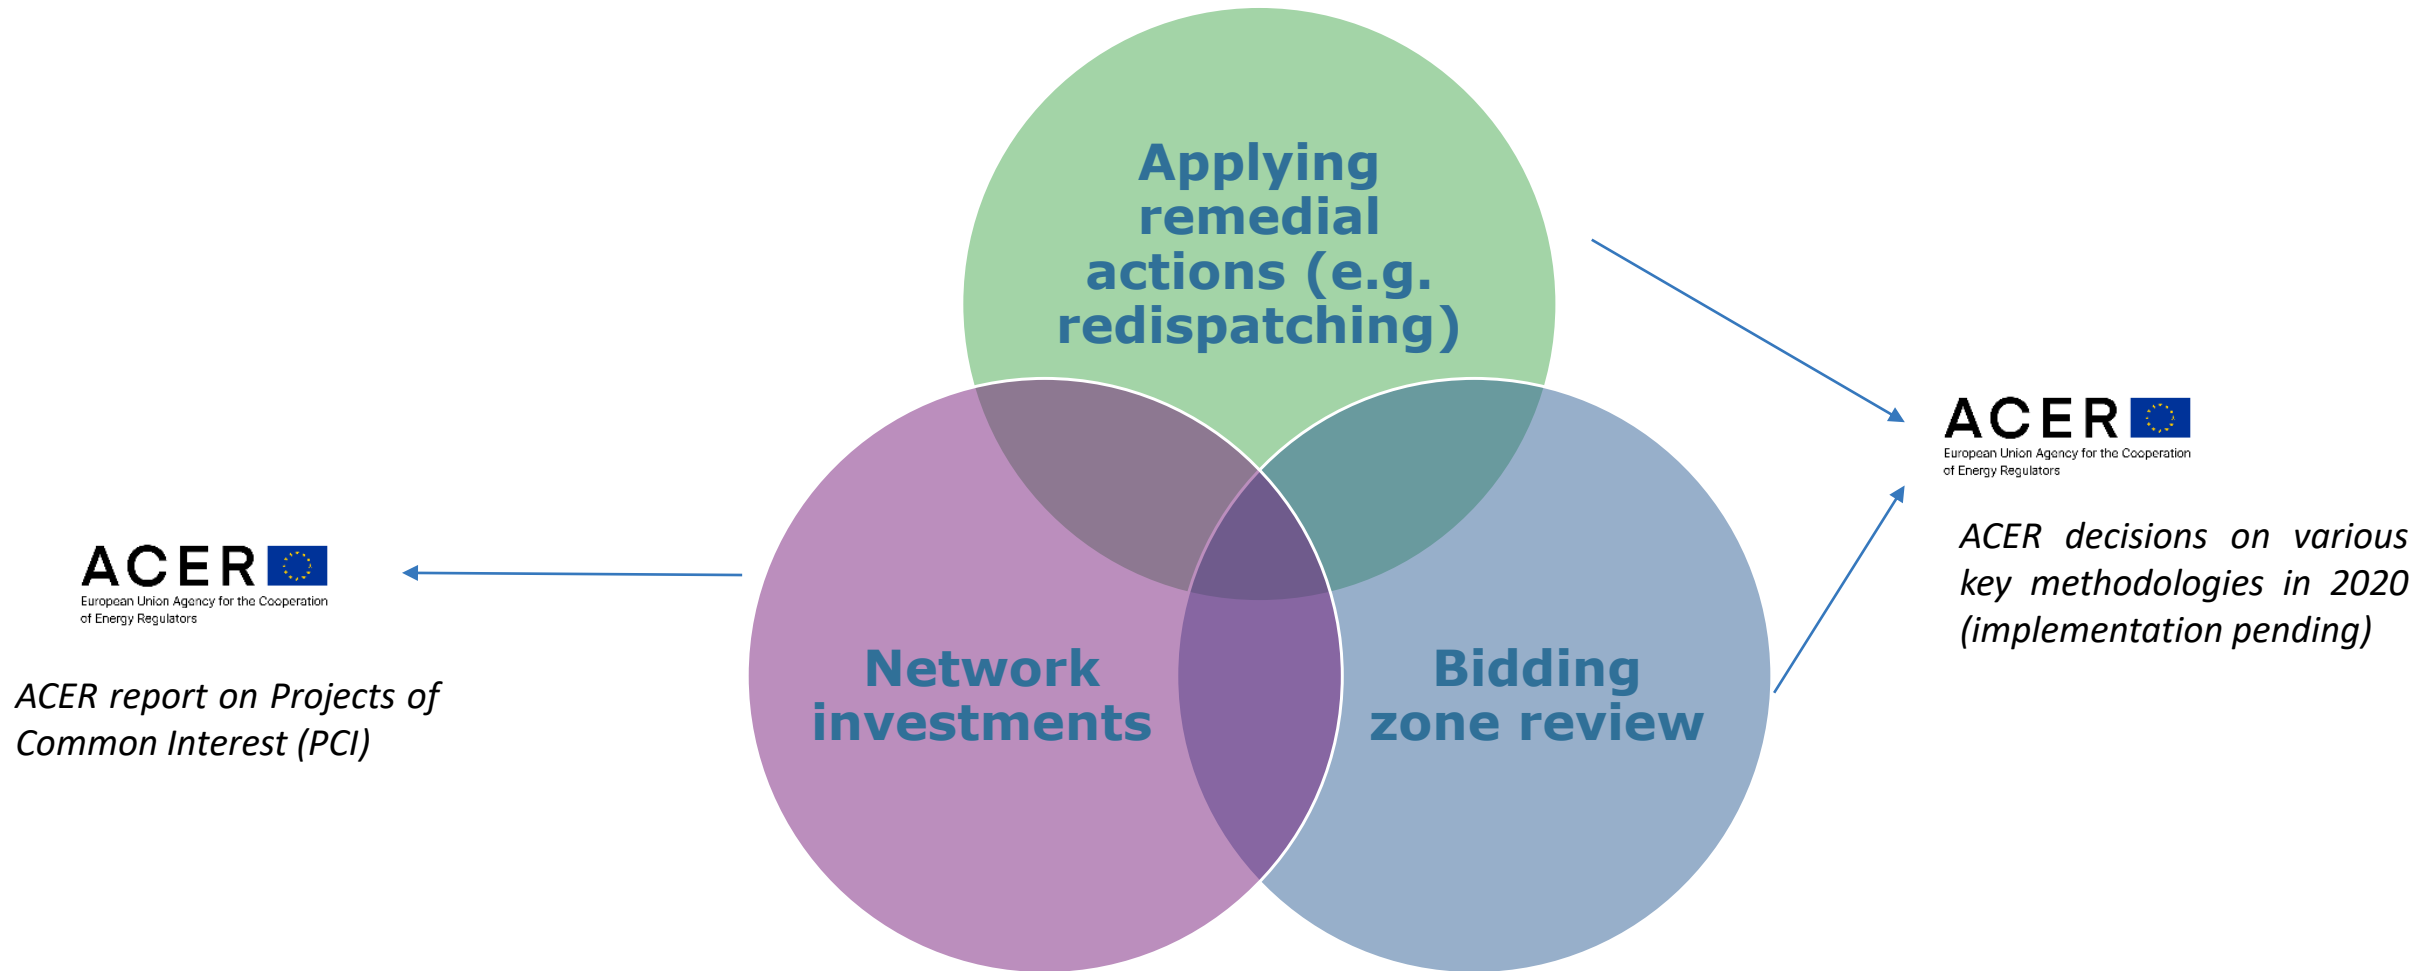 Applying
remedial
actions (e.g.
redispatching)
Network
investments
Bidding
zone review
ACER
European Union Agency for the Cooperation
of Energy Regulators
ACER report on Projects of
Common Interest (PCI)
ACER
European Union Agency for the Cooperation
of Energy Regulators
ACER decisions on various
key methodologies in 2020
(implementation pending)